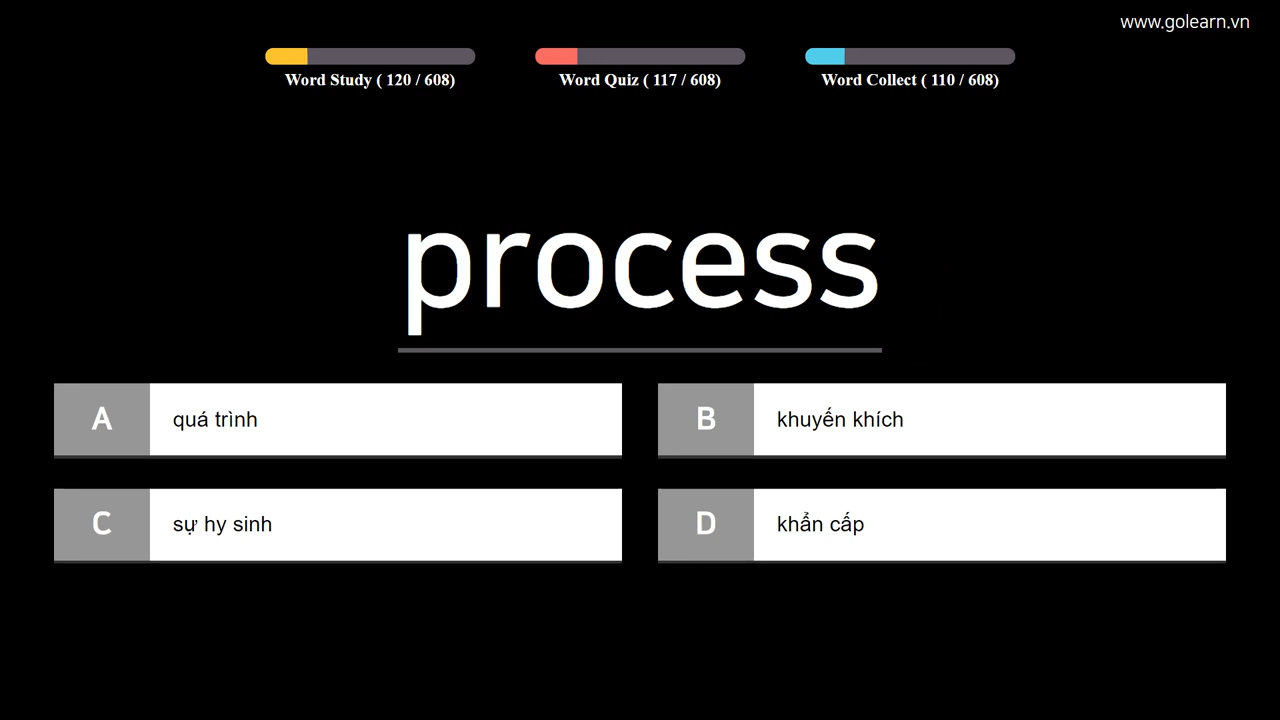 www.golearn.vn
Word Study ( 120 / 608)
Word Quiz ( 117 / 608)
Word Collect ( 110 / 608)
process
A quá trình
B khuyến khích
C sự hy sinh
D khẩn cấp